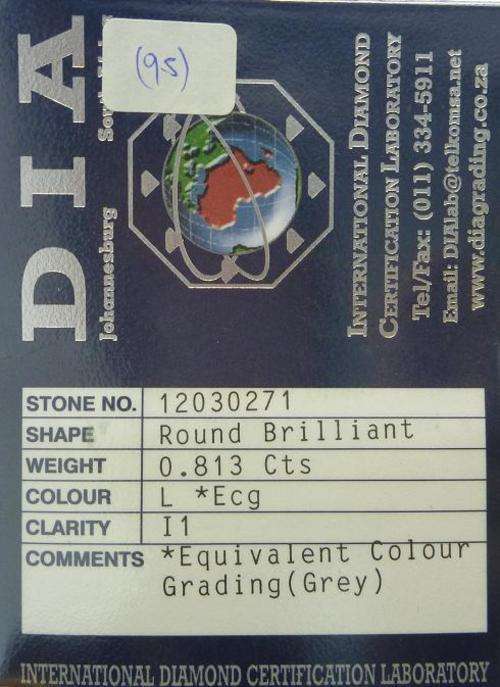 (95)
DIA
Johannesburg
INTERNATIONAL DIAMOND
CERTIFICATION LABORATORY
Tel/Fax: (011) 334-5911
Email: DIAlab@telkomsa.net
www.diagrading.co.za
STONE NO. 12030271
SHAPE Round Brilliant
WEIGHT 0.813 Cts
COLOUR L *Ecg
CLARITY I1
COMMENTS *Equivalent Colour
Grading(Grey)
INTERNATIONAL DIAMOND CERTIFICATION LABORATORY